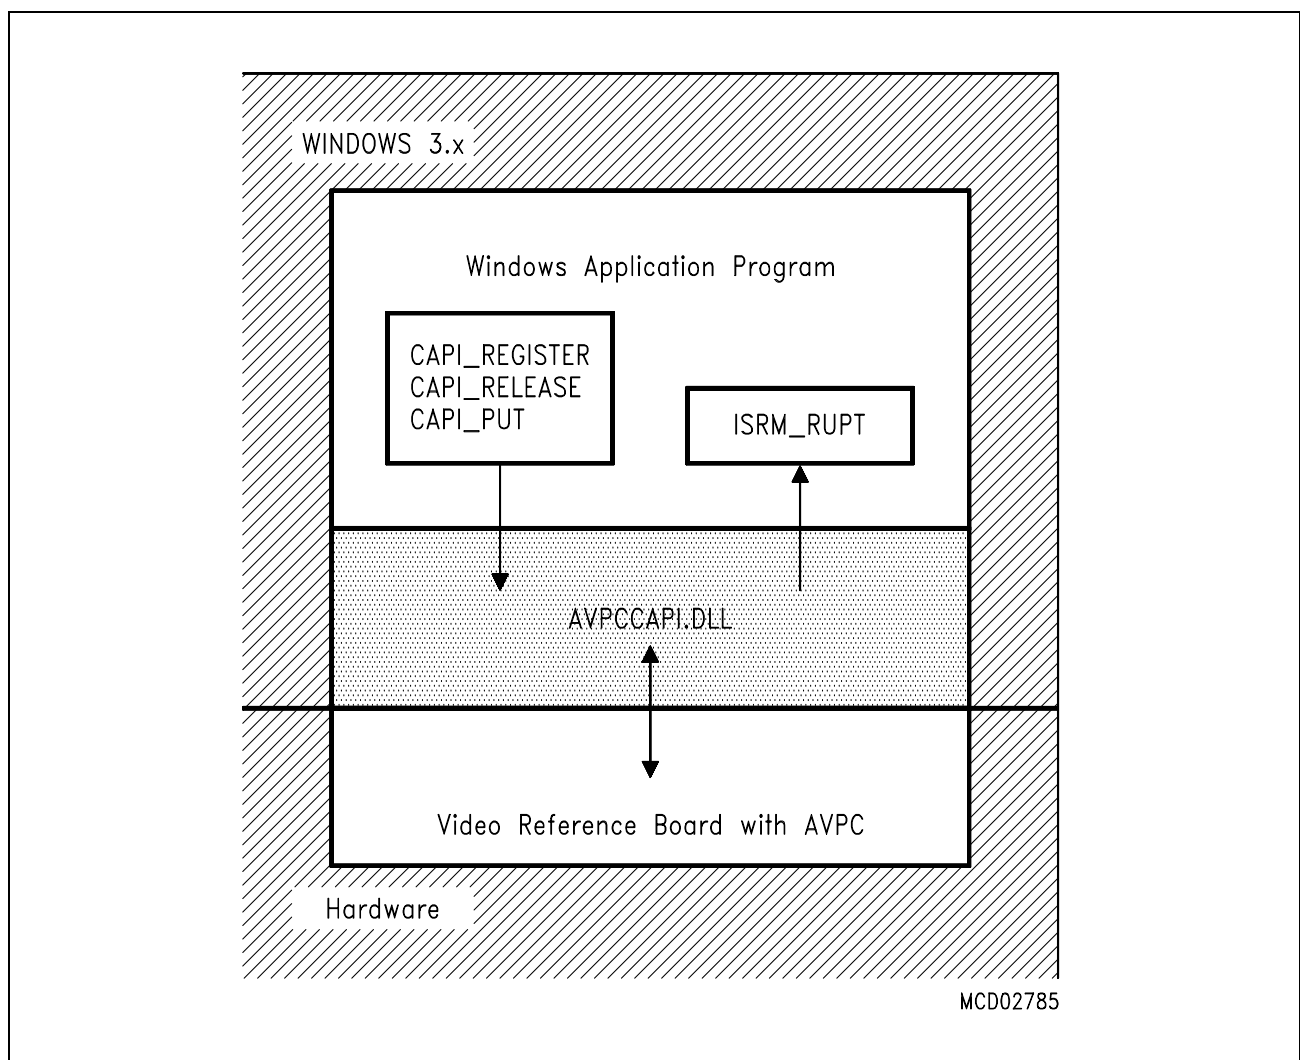 WINDOWS 3.x
Windows Application Program
CAPI_REGISTER
CAPI_RELEASE
CAPI_PUT
ISRM_RUPT
AVPCCAPI.DLL
Video Reference Board with AVPC
Hardware
MCD02785